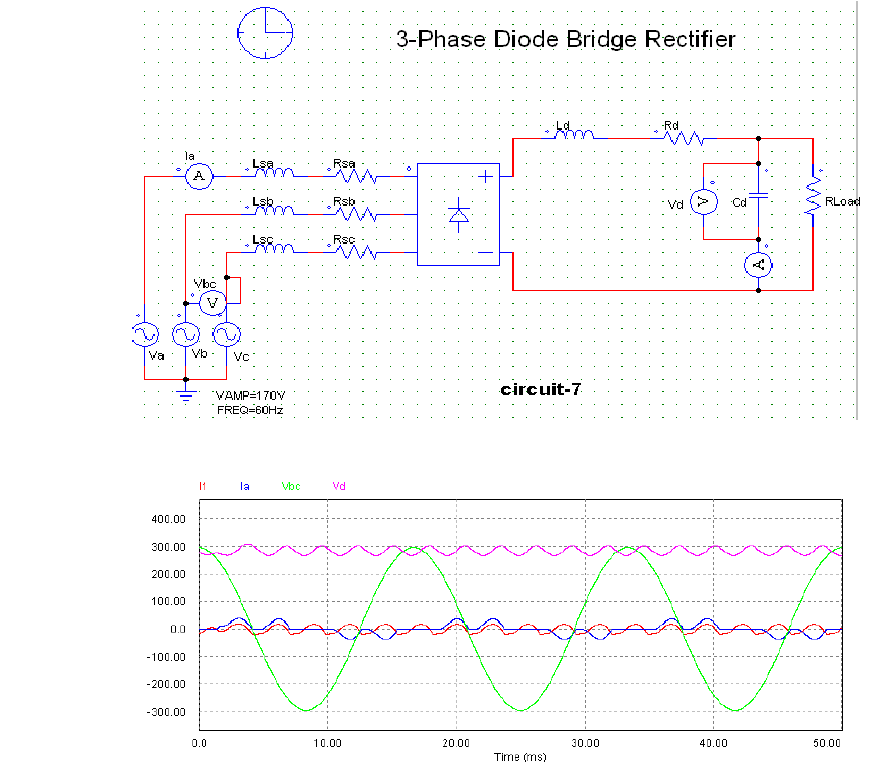 3-Phase Diode Bridge Rectifier
Ld
Rd
Ia
A
Lsa
Rsa
Lsb
Rsb
Lsc
Rsc
+
−
Vd
V
Cd
RLoad
A
Vbc
V
Va
Vb
Vc
VAMP=170V
FREQ=60Hz
circuit-7
I1 Ia Vbc Vd
400.00
300.00
200.00
100.00
0.0
-100.00
-200.00
-300.00
0.0 10.00 20.00 30.00 40.00 50.00
Time (ms)